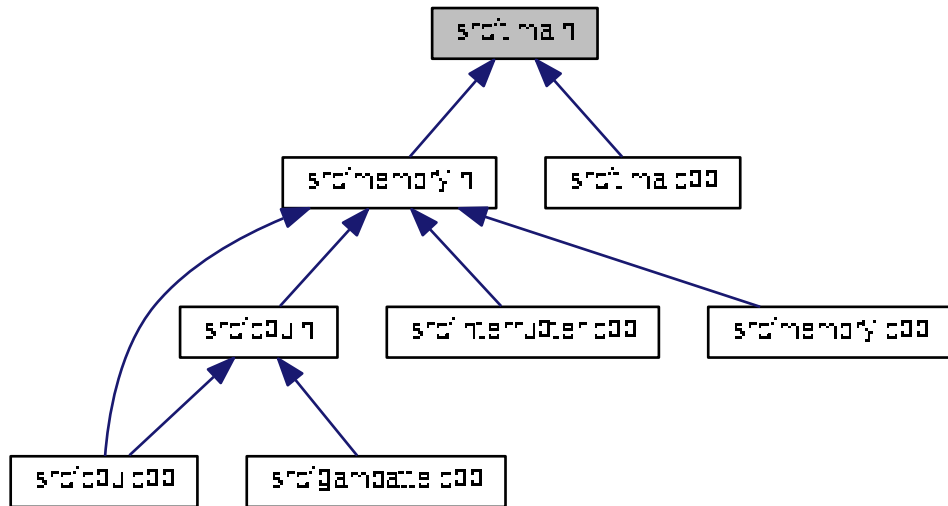 src/tima.h
src/memory.h
src/tima.cpp
src/cpu.h
src/interrupter.cpp
src/memory.cpp
src/cpu.cpp
src/gambatte.cpp